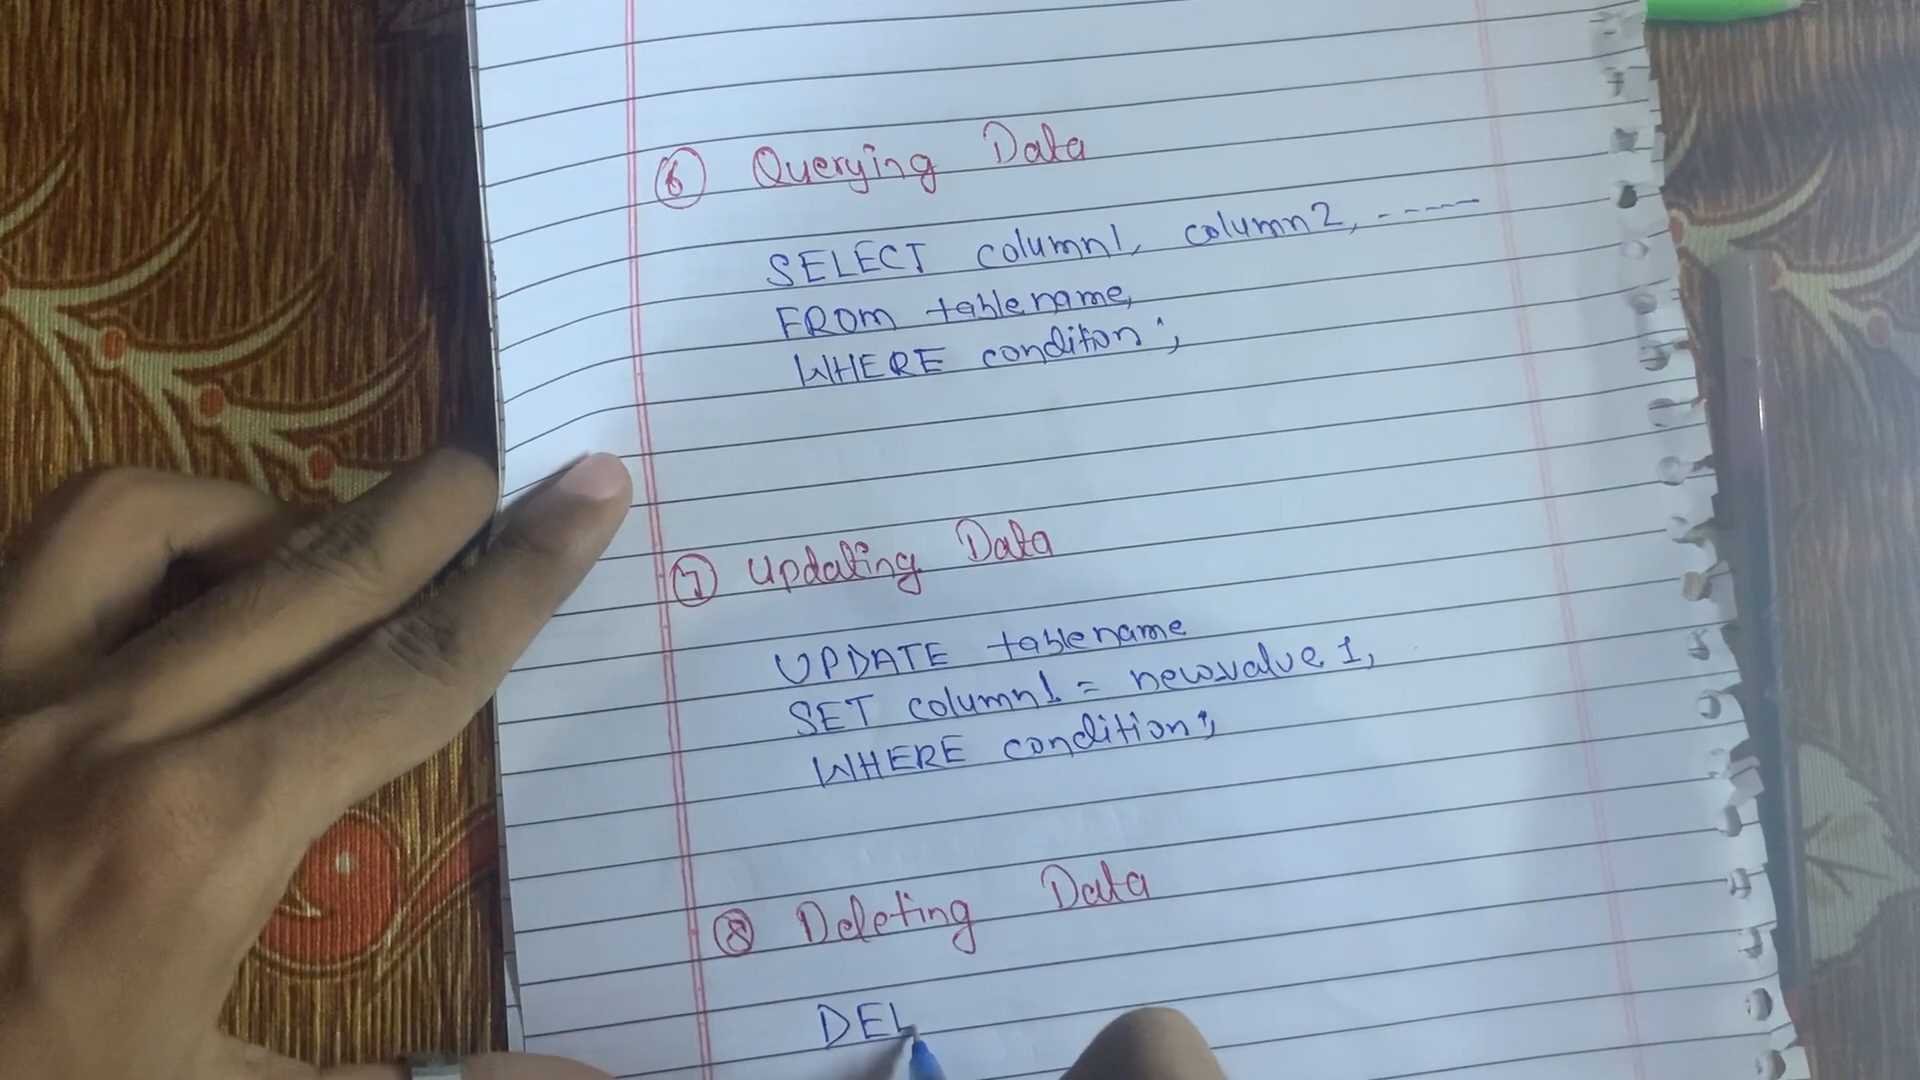 ⑥ Querying Data
SELECT column1, column2, -----
FROM tablename,
WHERE condition ;
⑦ Updating Data
UPDATE tablename
SET column1 = new_value 1,
WHERE condition ;
⑧ Deleting Data
DEL